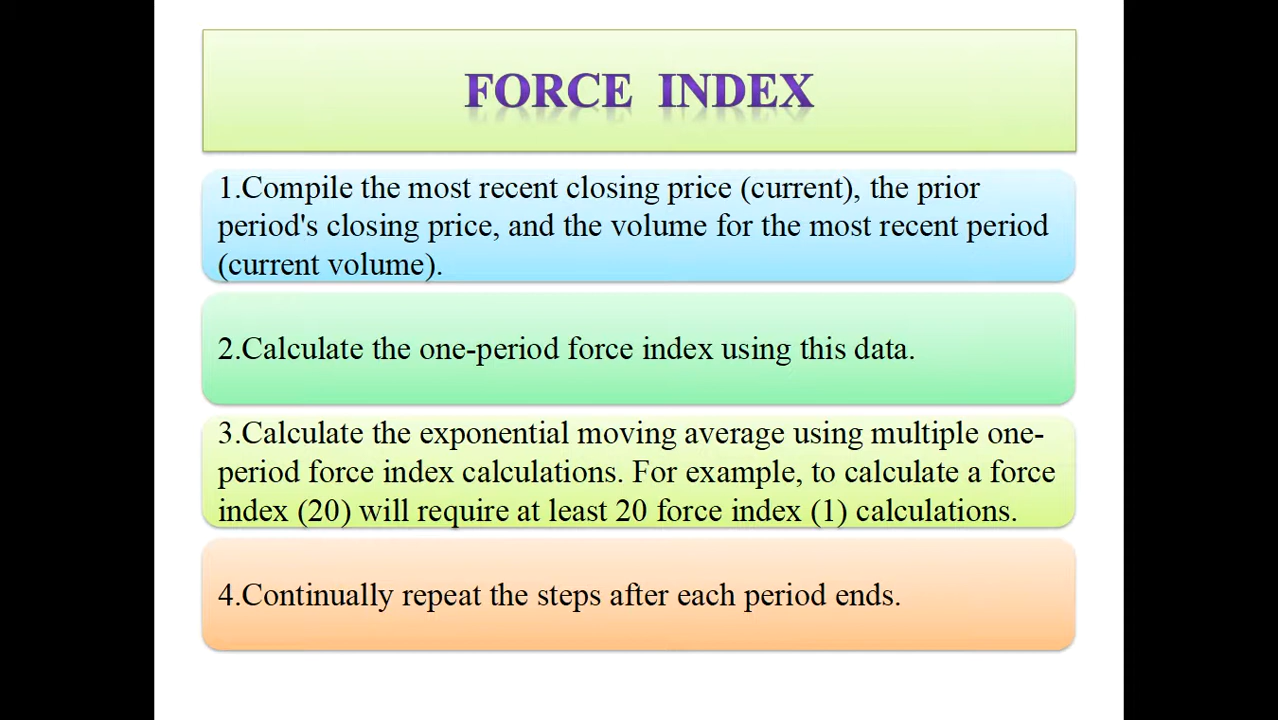 FORCE INDEX
1.Compile the most recent closing price (current), the prior
period's closing price, and the volume for the most recent period
(current volume).
2.Calculate the one-period force index using this data.
3.Calculate the exponential moving average using multiple one-
period force index calculations. For example, to calculate a force
index (20) will require at least 20 force index (1) calculations.
4.Continually repeat the steps after each period ends.